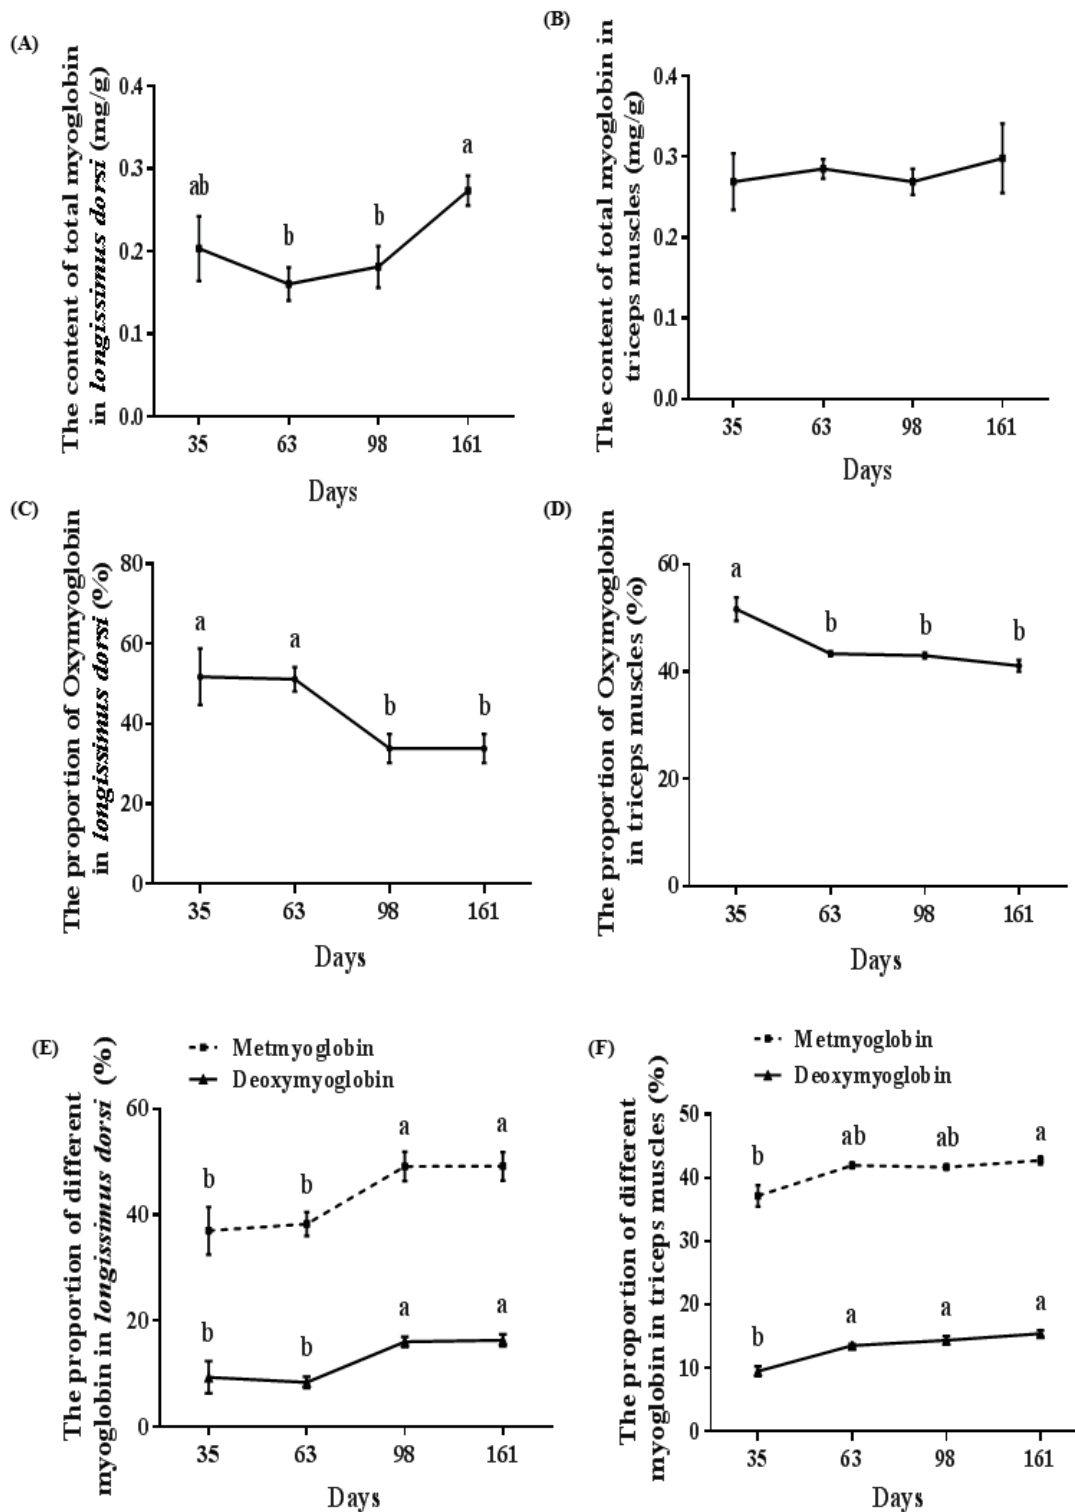 (A)
The content of total myoglobin
in longissimus dorsi (mg/g)
0.4
0.3
0.2
0.1
0.0
ab
b
b
a
35 63 98 161
Days
(B)
The content of total myoglobin in
triceps muscles (mg/g)
0.4
0.3
0.2
0.1
0.0
35 63 98 161
Days
(C)
The proportion of Oxymyoglobin
in longissimus dorsi (%)
80
60
40
20
0
a
a
b
b
35 63 98 161
Days
(D)
The proportion of Oxymyoglobin
in triceps muscles (%)
60
40
20
0
a
b
b
b
35 63 98 161
Days
(E)
Metmyoglobin
Deoxymyoglobin
The proportion of different
myoglobin in longissimus dorsi (%)
60
40
20
0
b
b
a
a
b
b
a
a
35 63 98 161
Days
(F)
Metmyoglobin
Deoxymyoglobin
The proportion of different
myoglobin in triceps muscles (%)
50
40
30
20
10
0
b
ab
ab
a
b
a
a
a
35 63 98 161
Days